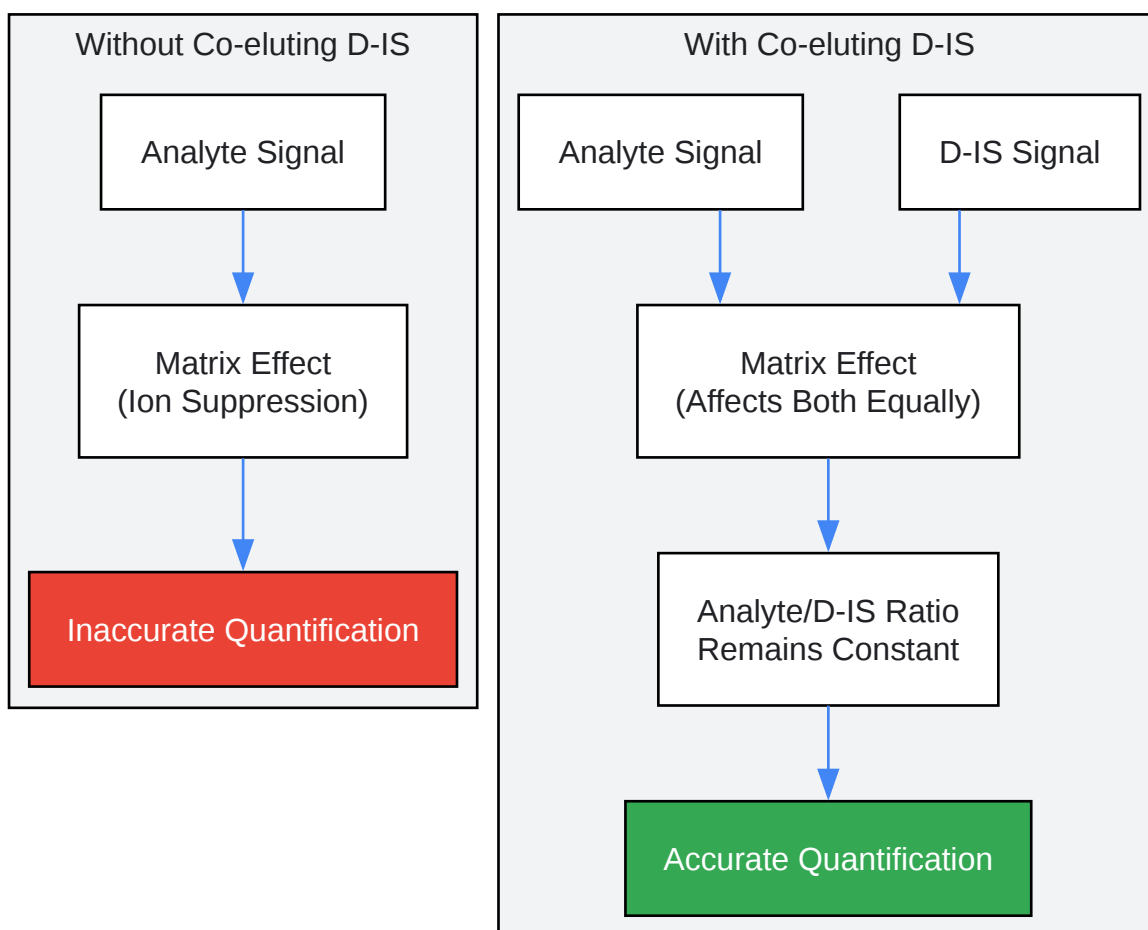 Without Co-eluting D-IS
Analyte Signal
Matrix Effect
(Ion Suppression)
Inaccurate Quantification
With Co-eluting D-IS
Analyte Signal
D-IS Signal
Matrix Effect
(Affects Both Equally)
Analyte/D-IS Ratio
Remains Constant
Accurate Quantification